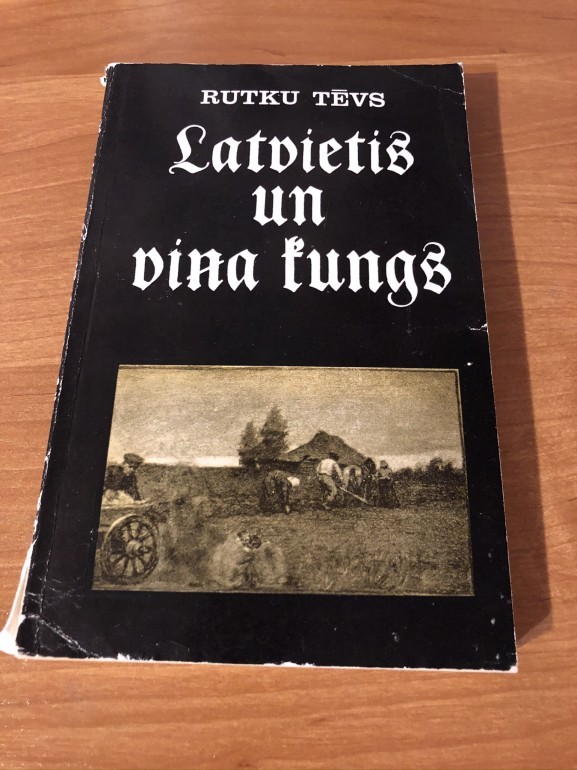 RUTKU TĒVS
Latvietis
un
viņa kungs